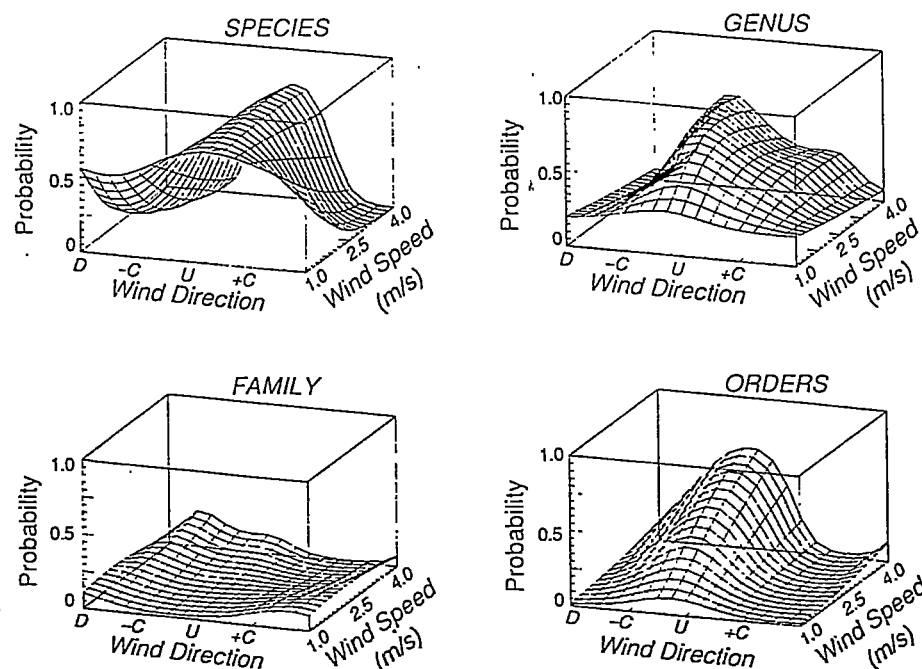 SPECIES
1.0
0.5
0
Probability
D -C U +C
Wind Direction
1.0 2.5 4.0
Wind Speed
(m/s)
GENUS
1.0
0.5
0
Probability
D -C U +C
Wind Direction
1.0 2.5 4.0
Wind Speed
(m/s)
FAMILY
1.0
0.5
0
Probability
D -C U +C
Wind Direction
1.0 2.5 4.0
Wind Speed
(m/s)
ORDERS
1.0
0.5
0
Probability
D -C U +C
Wind Direction
1.0 2.5 4.0
Wind Speed
(m/s)